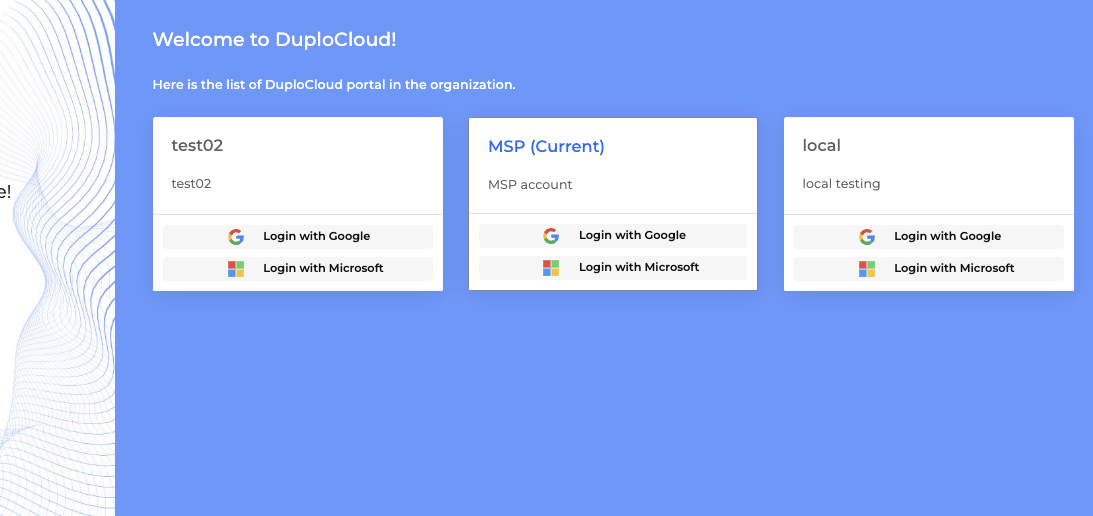 Welcome to DuploCloud!
Here is the list of DuploCloud portal in the organization.
e!
test02
test02
Login with Google
Login with Microsoft
MSP (Current)
MSP account
Login with Google
Login with Microsoft
local
local testing
Login with Google
Login with Microsoft